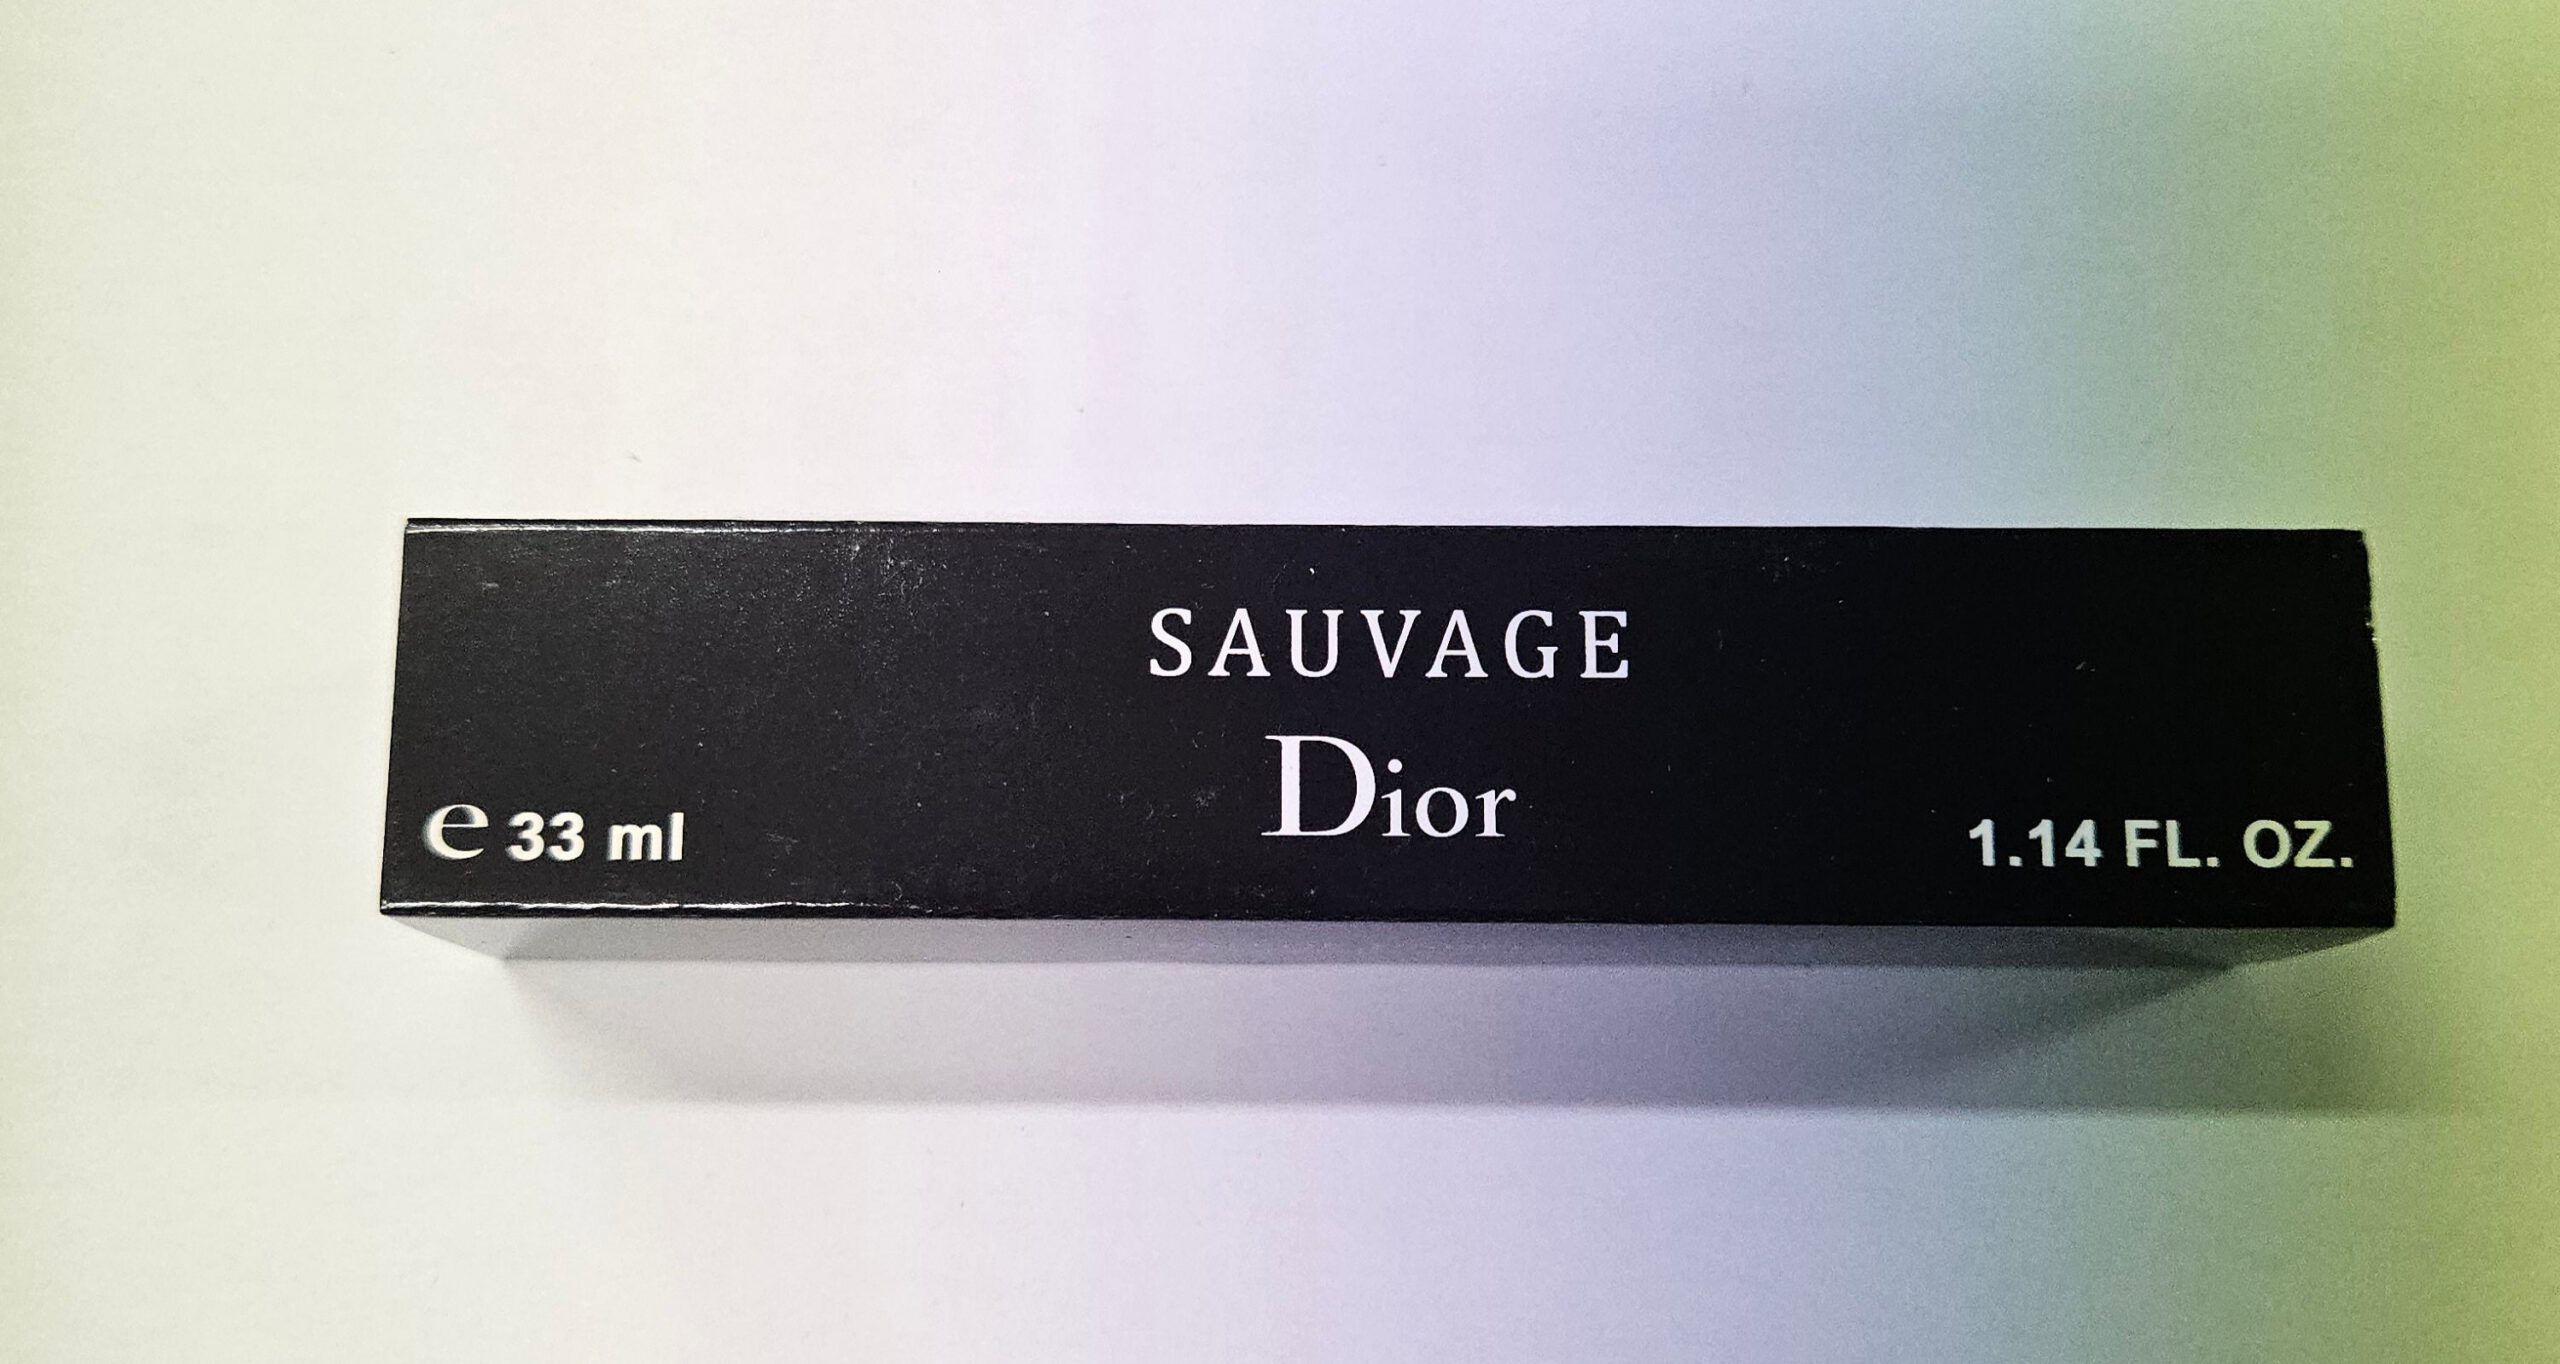 SAUVAGE
Dior
e 33 ml
1.14 FL. OZ.